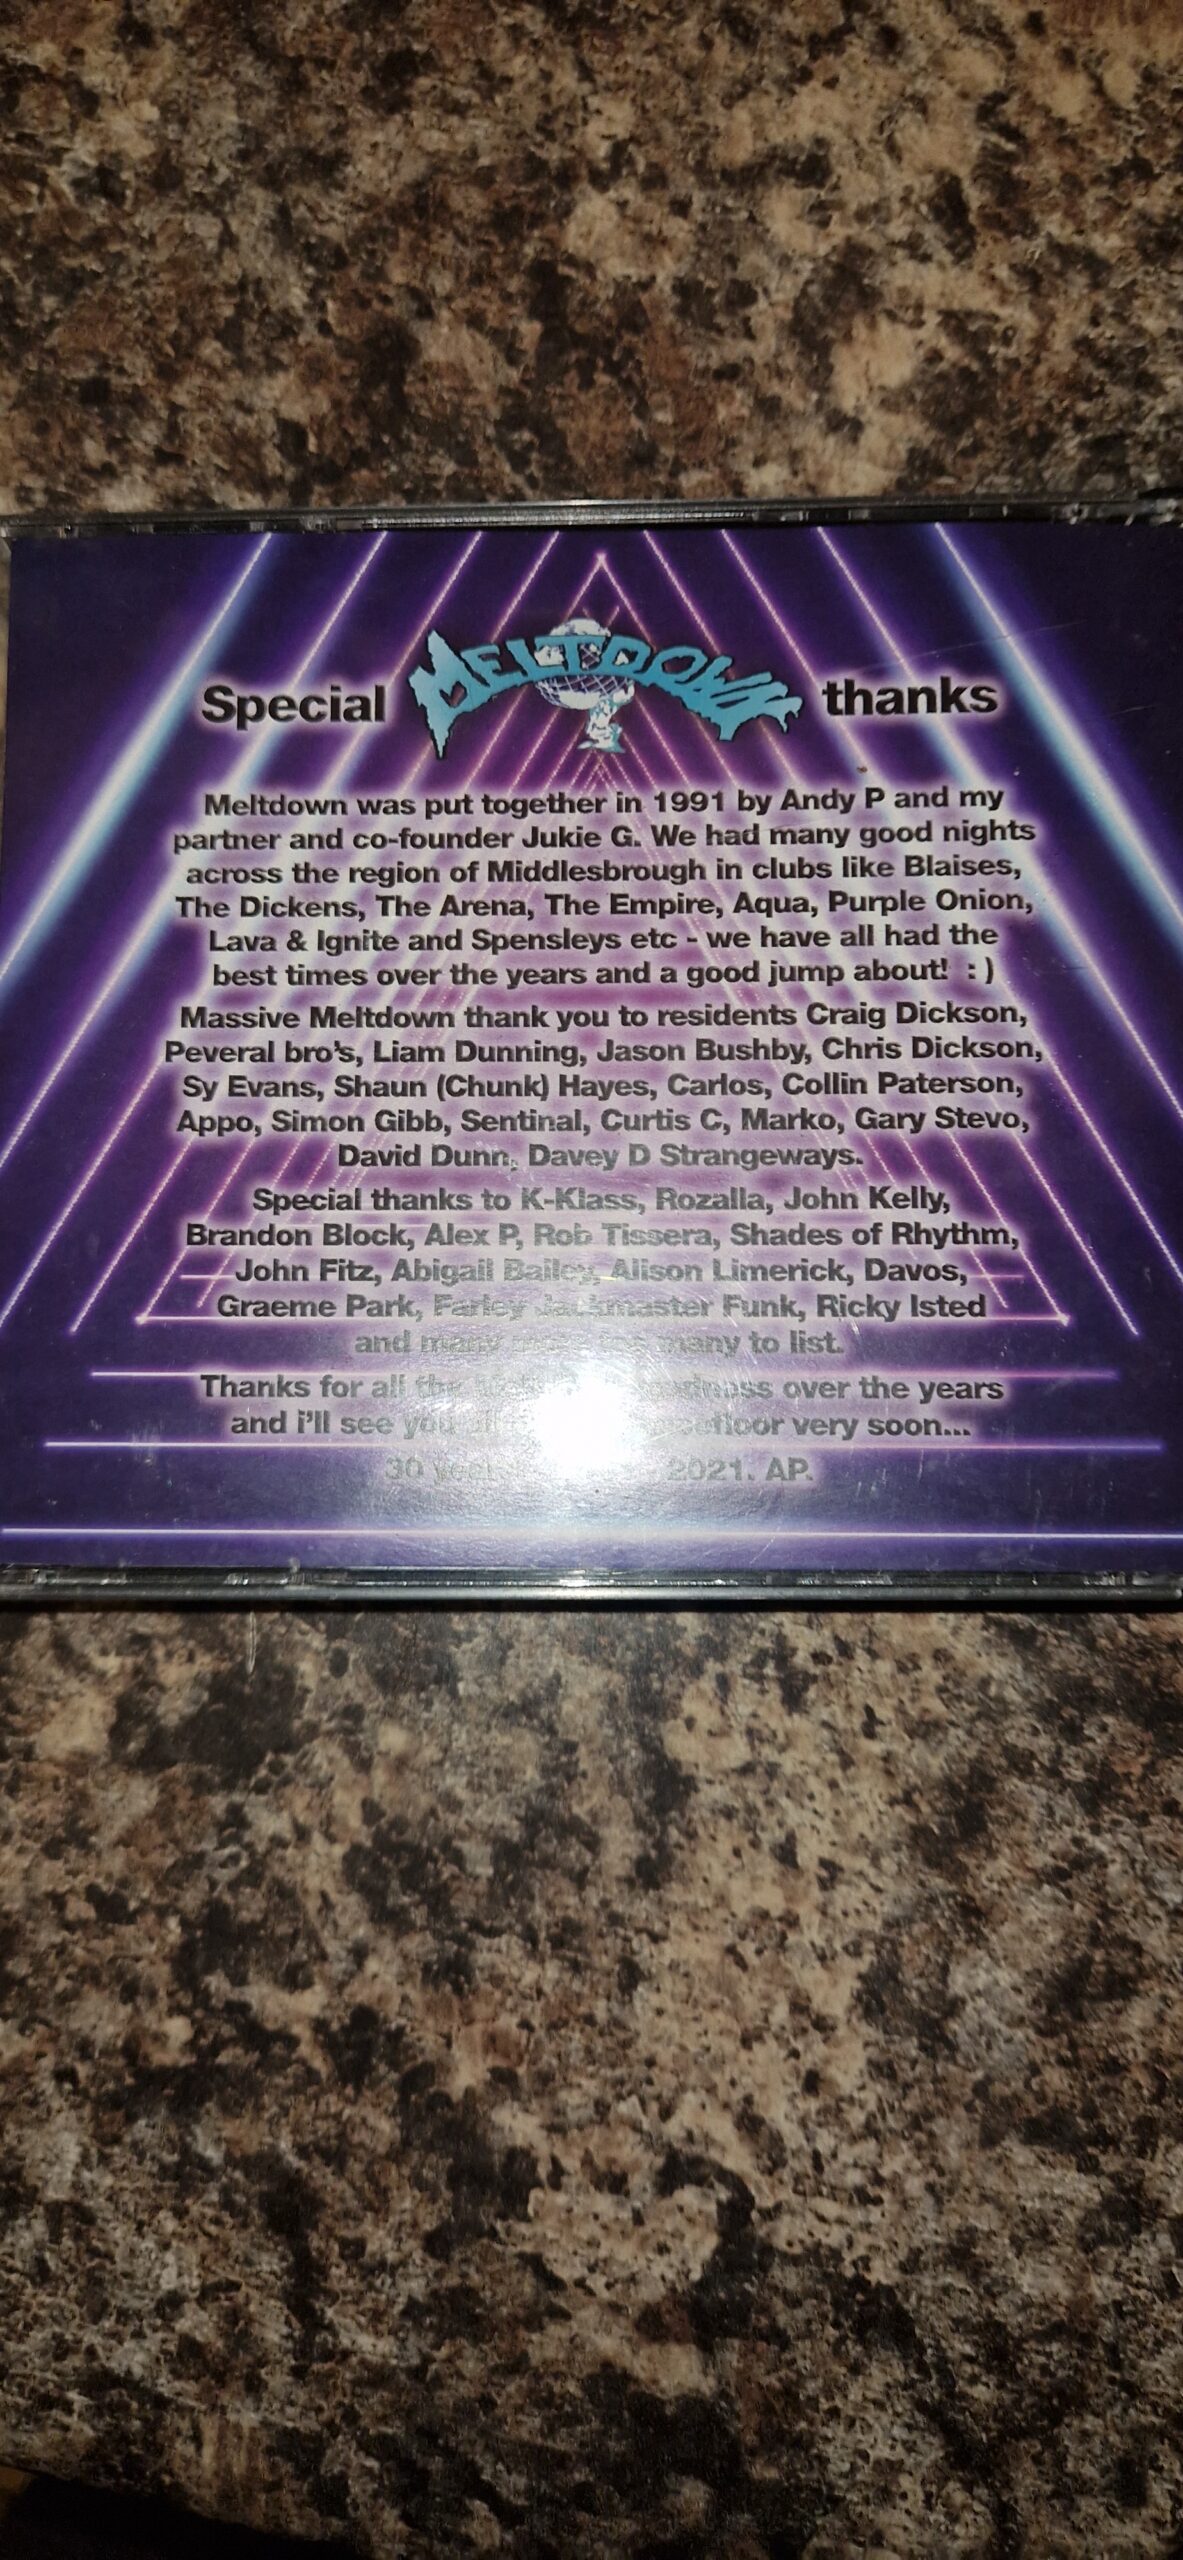 Special MELTDOWN thanks
Meltdown was put together in 1991 by Andy P and my
partner and co-founder Jukie G. We had many good nights
across the region of Middlesbrough in clubs like Blaises,
The Dickens, The Arena, The Empire, Aqua, Purple Onion,
Lava & Ignite and Spensleys etc - we have all had the
best times over the years and a good jump about! : )
Massive Meltdown thank you to residents Craig Dickson,
Peveral bro's, Liam Dunning, Jason Bushby, Chris Dickson,
Sy Evans, Shaun (Chunk) Hayes, Carlos, Collin Paterson,
Appo, Simon Gibb, Sentinal, Curtis C, Marko, Gary Stevo,
David Dunn, Davey D Strangeways.
Special thanks to K-Klass, Rozalla, John Kelly,
Brandon Block, Alex P, Rob Tissera, Shades of Rhythm,
John Fitz, Abigail Bailey, Alison Limerick, Davos,
Graeme Park, Farley Jackmaster Funk, Ricky Isted
and many more too many to list.
Thanks for all the over the years
and i'll see you very soon...
30 years 2021. AP.